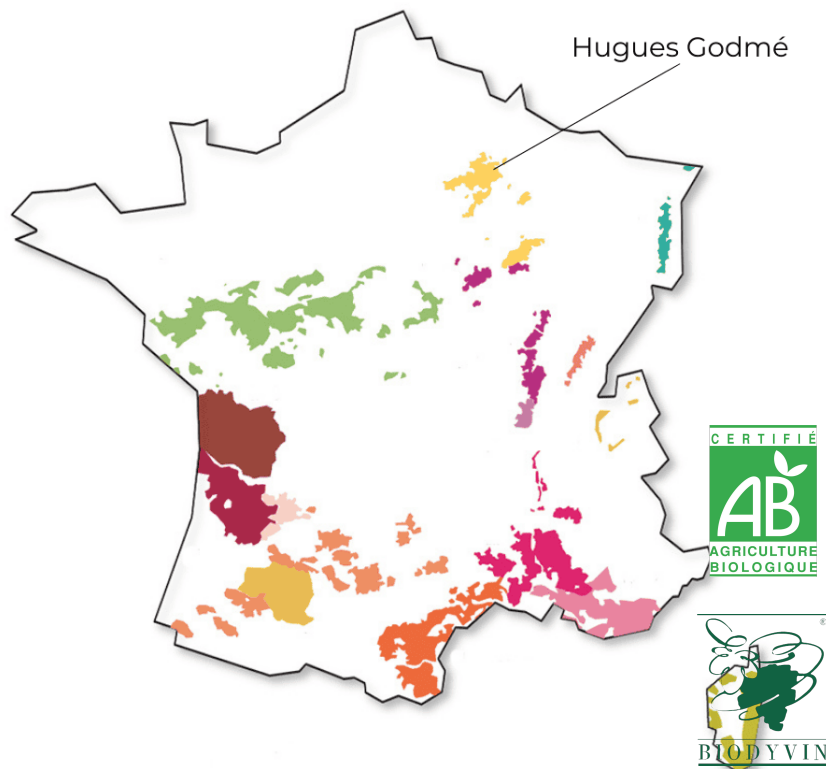 Hugues Godmé
CERTIFIÉ
AB
AGRICULTURE
BIOLOGIQUE
®
BIODYVIN